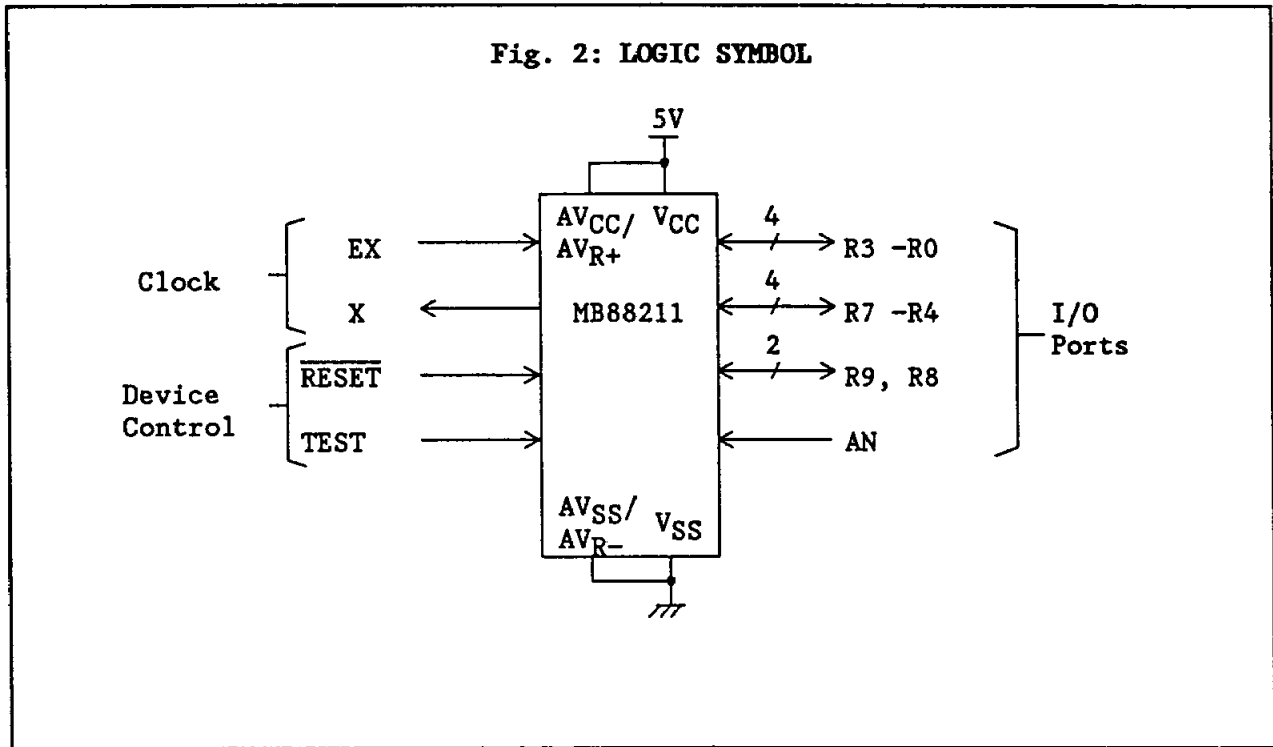 Fig. 2: LOGIC SYMBOL
5V
AVCC/ VCC
AVR+
MB88211
AVSS/ VSS
AVR-
Clock
EX
X
Device
Control
RESET
TEST
4
R3 -R0
4
R7 -R4
2
R9, R8
AN
I/O
Ports